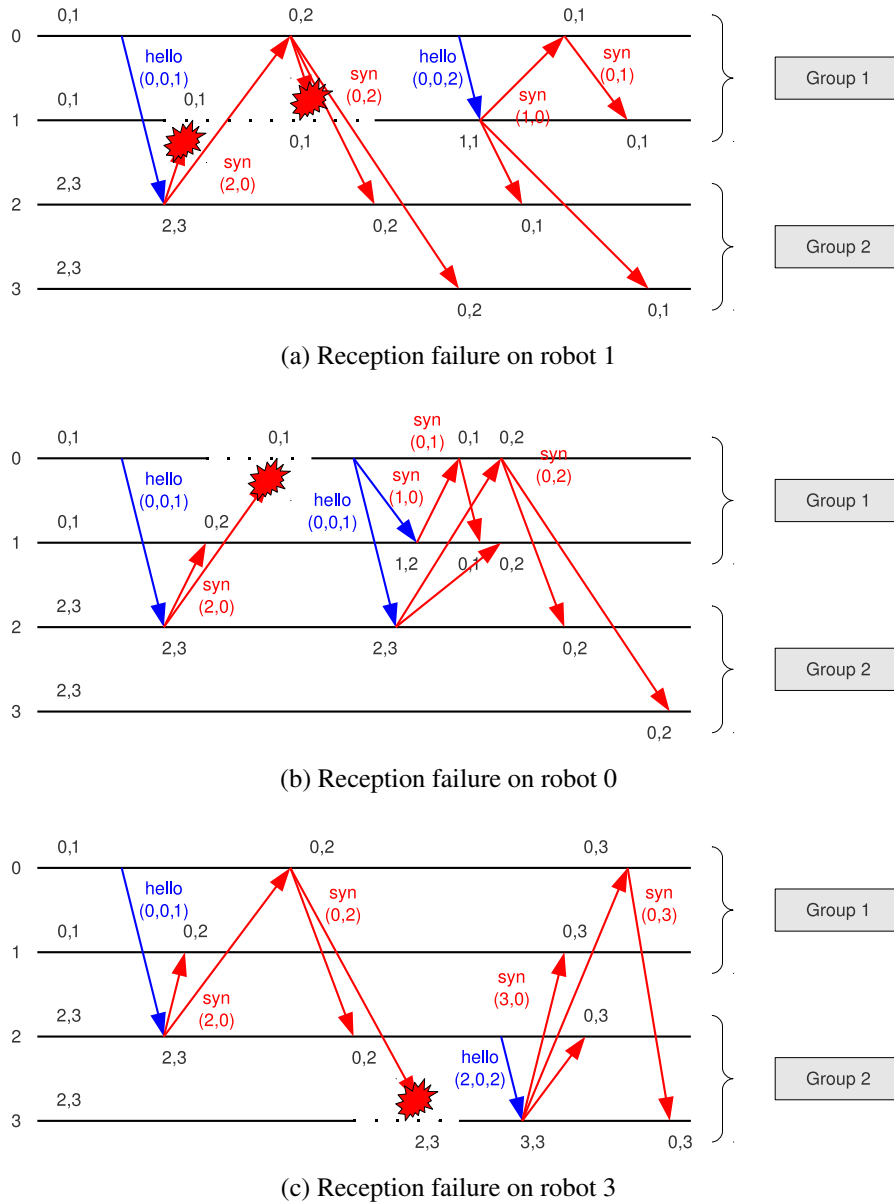 0,1 0,2 0,1
0
hello
(0,0,1)
syn
(0,2)
hello
(0,0,2)
syn
(0,1)
Group 1
0,1 0,1
syn
(1,0)
1
0,1 1,1 0,1
syn
(2,0)
2,3
2
2,3 0,2 0,1
Group 2
2,3
3
0,2 0,1
(a) Reception failure on robot 1
syn
(0,1)
0,1 0,1 0,1 0,2
0
syn
(0,2)
hello
(0,0,1)
syn
(1,0)
hello
(0,0,1)
Group 1
0,1 0,2
1
1,2 0,1 0,2
syn
(2,0)
2,3
2
2,3 2,3 0,2
Group 2
2,3
3
0,2
(b) Reception failure on robot 0
0,1 0,2 0,3
0
hello
(0,0,1)
syn
(0,2)
syn
(0,3)
Group 1
0,1 0,2 0,3
1
syn
(2,0)
syn
(3,0)
2,3 0,3
2
2,3 0,2
hello
(2,0,2)
Group 2
2,3
3
2,3 3,3 0,3
(c) Reception failure on robot 3